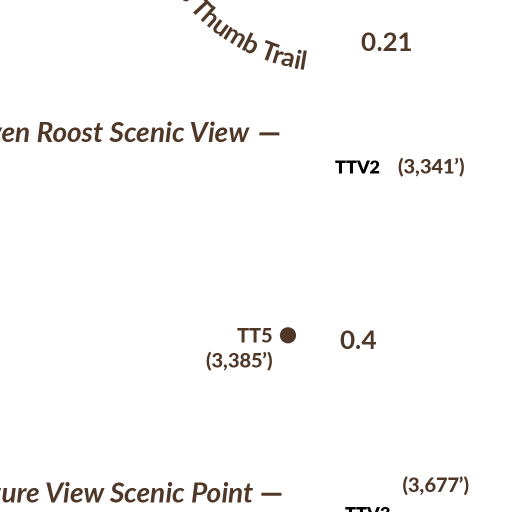 Thumb Trail
0.21
Roost Scenic View —
TTV2 (3,341’)
TT5
0.4
(3,385’)
(3,677’)
View Scenic Point —